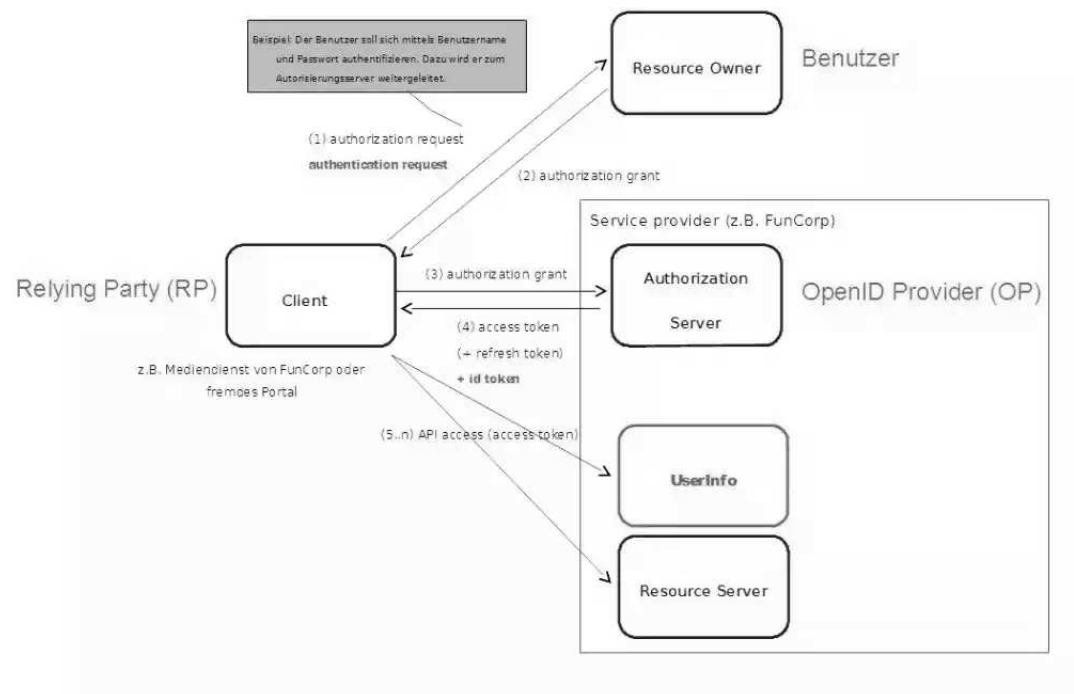 Beispiel: Der Benutzer soll sich mittels Benutzername
und Passwort authentifizieren. Dazu wird er zum
Autorisierungsserver weitergeleitet.
Resource Owner
Benutzer
(1) authorization request
authentication request
(2) authorization grant
Service provider (z.B. FunCorp)
Relying Party (RP)
Client
(3) authorization grant
Authorization
Server
OpenID Provider (OP)
(4) access token
(+ refresh token)
+ id token
z.B. Mediendienst von FunCorp oder
fremdes Portal
(5..n) API access (access token)
UserInfo
Resource Server